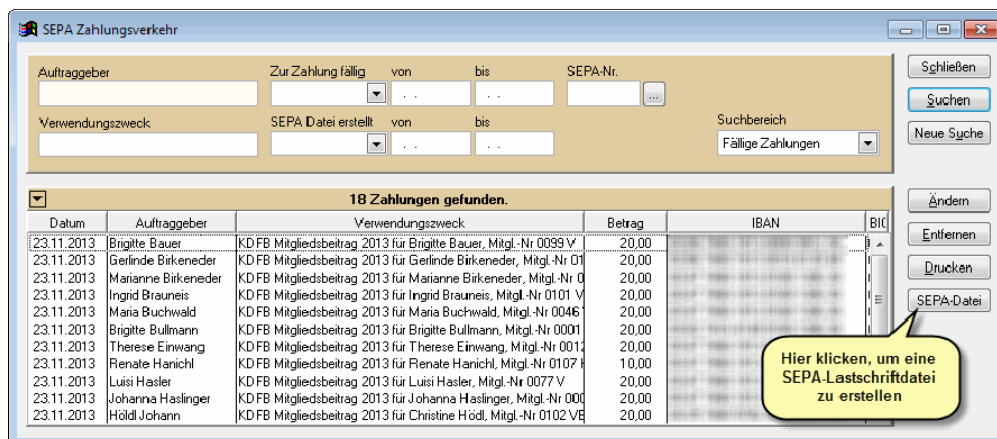 SEPA Zahlungsverkehr
Auftraggeber Zur Zahlung fällig von bis SEPA-Nr.
. . . . ...
Verwendungszweck SEPA Datei erstellt von bis Suchbereich
. . . . Fällige Zahlungen
Schließen
Suchen
Neue Suche
18 Zahlungen gefunden.
Datum Auftraggeber Verwendungszweck Betrag IBAN BIC
23.11.2013 Brigitte Bauer KDFB Mitgliedsbeitrag 2013 für Brigitte Bauer, Mitgl.-Nr 0099 V 20,00
23.11.2013 Gerlinde Birkeneder KDFB Mitgliedsbeitrag 2013 für Gerlinde Birkeneder, Mitgl.-Nr 01 20,00
23.11.2013 Marianne Birkeneder KDFB Mitgliedsbeitrag 2013 für Marianne Birkeneder, Mitgl.-Nr 0 20,00
23.11.2013 Ingrid Brauneis KDFB Mitgliedsbeitrag 2013 für Ingrid Brauneis, Mitgl.-Nr 0101 V 20,00
23.11.2013 Maria Buchwald KDFB Mitgliedsbeitrag 2013 für Maria Buchwald, Mitgl.-Nr 0046 20,00
23.11.2013 Brigitte Bullmann KDFB Mitgliedsbeitrag 2013 für Brigitte Bullmann, Mitgl.-Nr 0001 20,00
23.11.2013 Therese Einwang KDFB Mitgliedsbeitrag 2013 für Therese Einwang, Mitgl.-Nr 0012 20,00
23.11.2013 Renate Hanichl KDFB Mitgliedsbeitrag 2013 für Renate Hanichl, Mitgl.-Nr 0107 10,00
23.11.2013 Luisi Hasler KDFB Mitgliedsbeitrag 2013 für Luisi Hasler, Mitgl.-Nr 0077 V 20,00
23.11.2013 Johanna Haslinger KDFB Mitgliedsbeitrag 2013 für Johanna Haslinger, Mitgl.-Nr 000 20,00
23.11.2013 Höldl Johann KDFB Mitgliedsbeitrag 2013 für Christine Hödl, Mitgl.-Nr 0102 VE 20,00
Ändern
Entfernen
Drucken
SEPA-Datei
Hier klicken, um eine
SEPA-Lastschriftdatei
zu erstellen